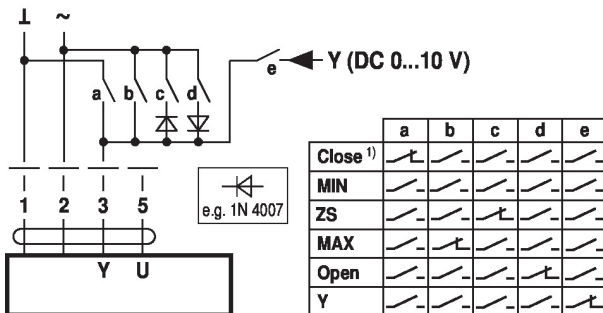 ⊥ ~
a b c d
e Y (DC 0...10 V)
1 2 3 5
e.g. 1N 4007
Y U
a b c d e
Close 1)
MIN
ZS
MAX
Open
Y